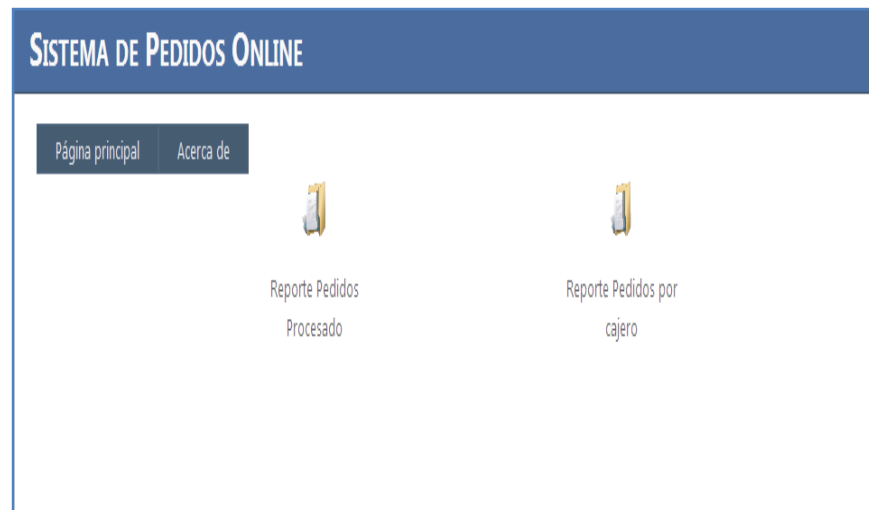 SISTEMA DE PEDIDOS ONLINE
Página principal Acerca de
Reporte Pedidos
Procesado
Reporte Pedidos por
cajero